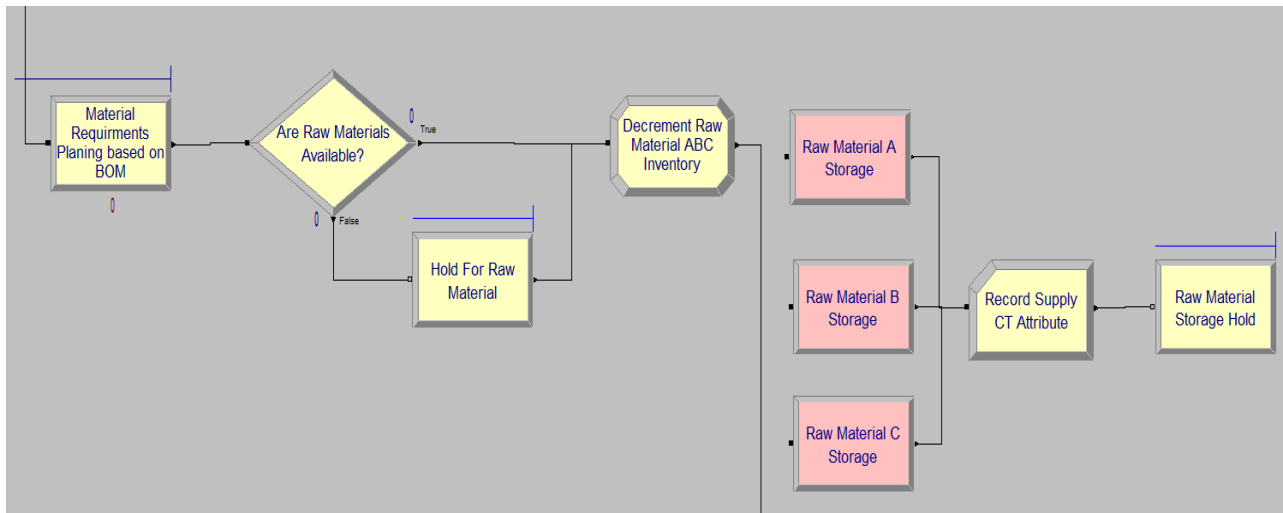 Material
Requirments
Planing based on
BOM
0
Are Raw Materials
Available?
0
True
0
False
Hold For Raw
Material
Decrement Raw
Material ABC
Inventory
Raw Material A
Storage
Raw Material B
Storage
Raw Material C
Storage
Record Supply
CT Attribute
Raw Material
Storage Hold